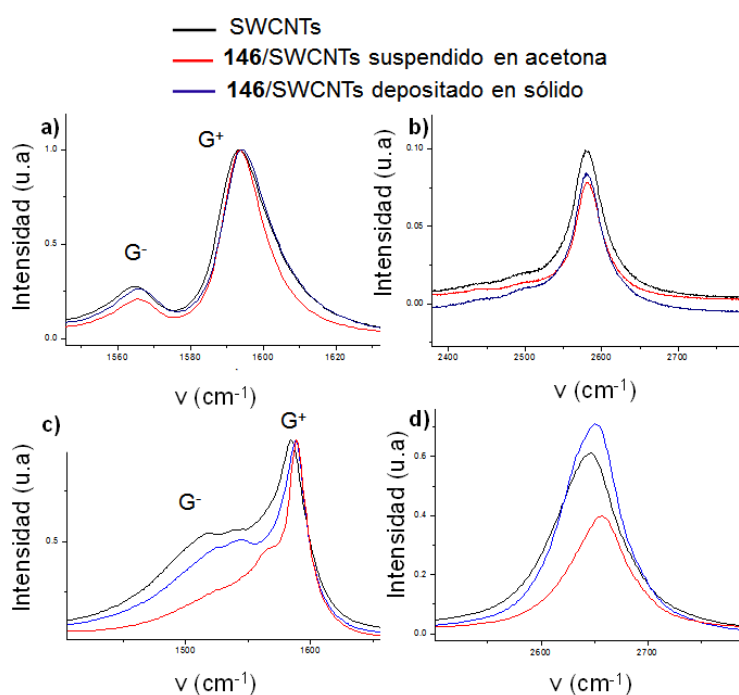 SWCNTs
146/SWCNTs suspendido en acetona
146/SWCNTs depositado en sólido
a)
G⁺
G⁻
Intensidad (u.a)
1.0
0.5
0.0
1560 1580 1600 1620
ν (cm⁻¹)
b)
Intensidad (u.a)
0.10
0.05
0.00
2400 2500 2600 2700
ν (cm⁻¹)
c)
G⁺
G⁻
Intensidad (u.a)
0.5
1500 1600
ν (cm⁻¹)
d)
Intensidad (u.a)
0.6
0.4
0.2
0.0
2600 2700
ν (cm⁻¹)